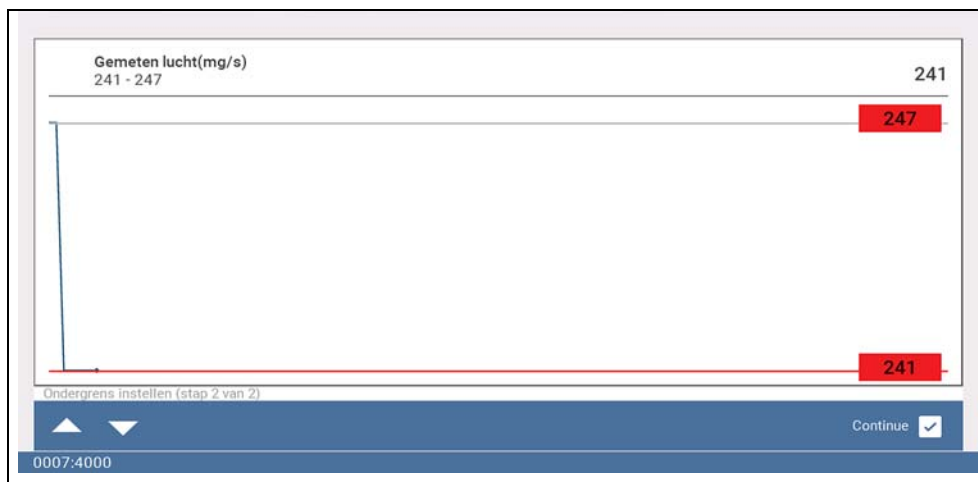 Gemeten lucht(mg/s)
241 - 247
241
247
241
Ondergrens instellen (stap 2 van 2)
Continue
0007:4000